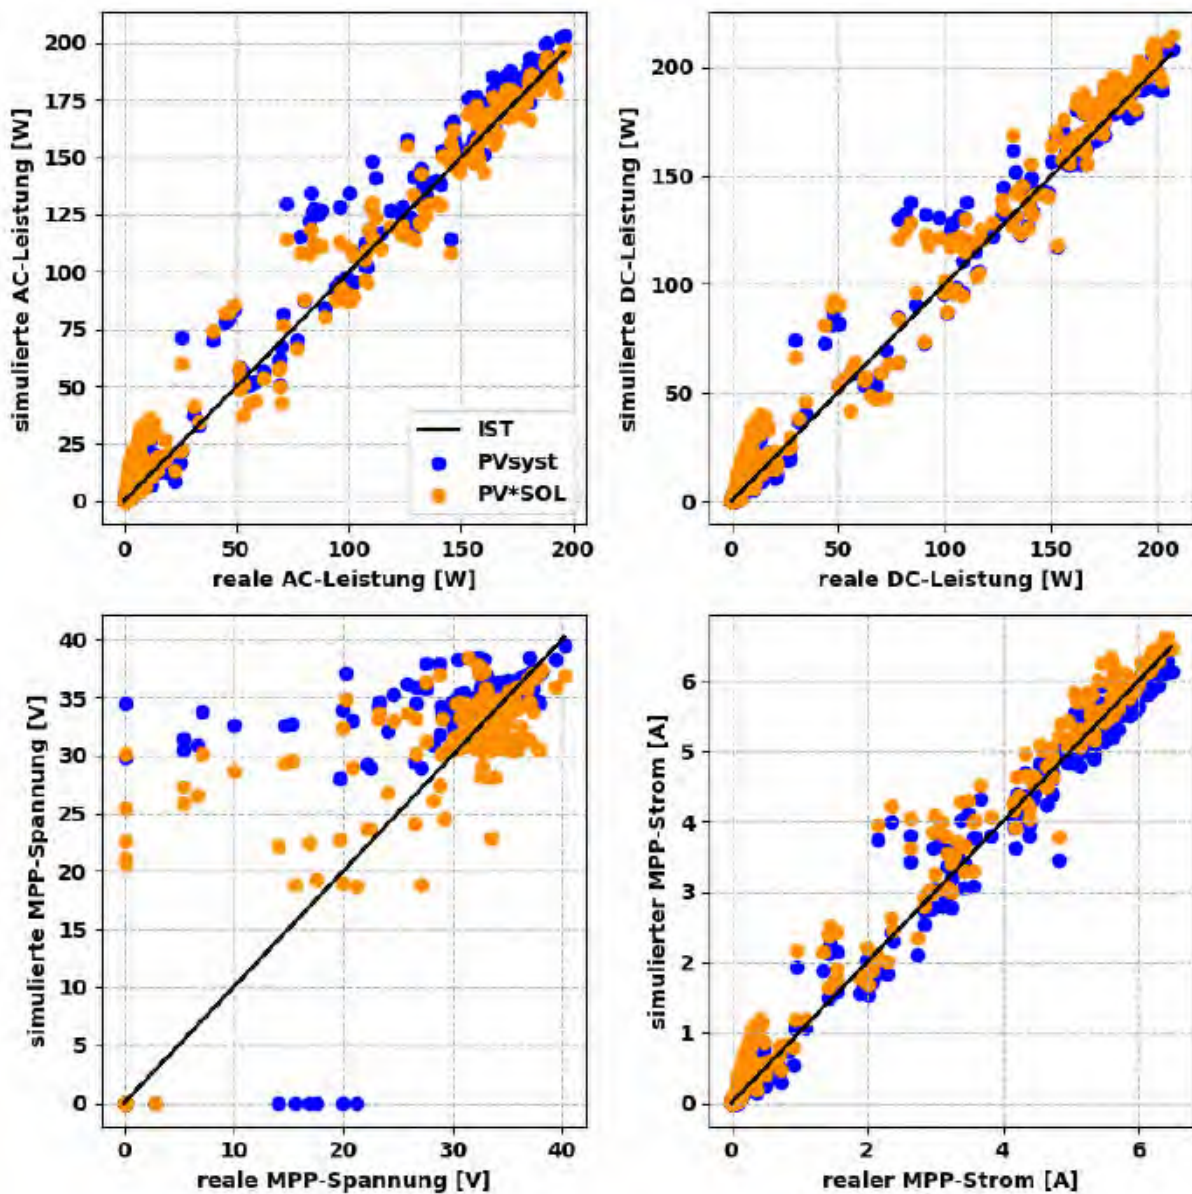 simulierte AC-Leistung [W]
200
175
150
125
100
75
50
25
0
IST
PVsyst
PV*SOL
0 50 100 150 200
reale AC-Leistung [W]
simulierte DC-Leistung [W]
200
150
100
50
0
0 50 100 150 200
reale DC-Leistung [W]
simulierte MPP-Spannung [V]
40
35
30
25
20
15
10
5
0
0 10 20 30 40
reale MPP-Spannung [V]
simulierter MPP-Strom [A]
6
5
4
3
2
1
0
0 2 4 6
realer MPP-Strom [A]